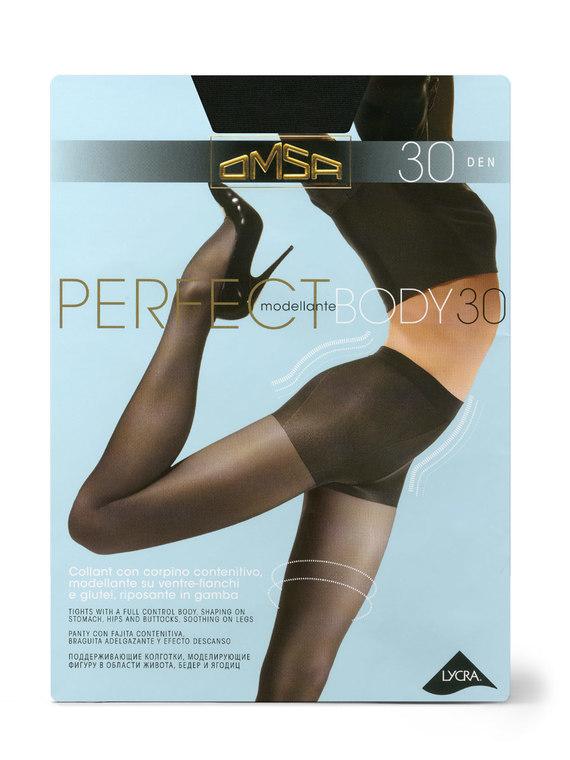 OMSA
30 DEN
PERFECT modellante BODY 30
Collant con corpino contenitivo,
modellante su ventre-fianchi
e glutei, riposante in gamba
TIGHTS WITH A FULL CONTROL BODY, SHAPING ON
STOMACH, HIPS AND BUTTOCKS, SOOTHING ON LEGS
PANTY CON FAJITA CONTENITIVA,
BRAGUITA ADELGAZANTE Y EFECTO DESCANSO
ПОДДЕРЖИВАЮЩИЕ КОЛГОТКИ, МОДЕЛИРУЮЩИЕ
ФИГУРУ В ОБЛАСТИ ЖИВОТА, БЕДЕР И ЯГОДИЦ
LYCRA.